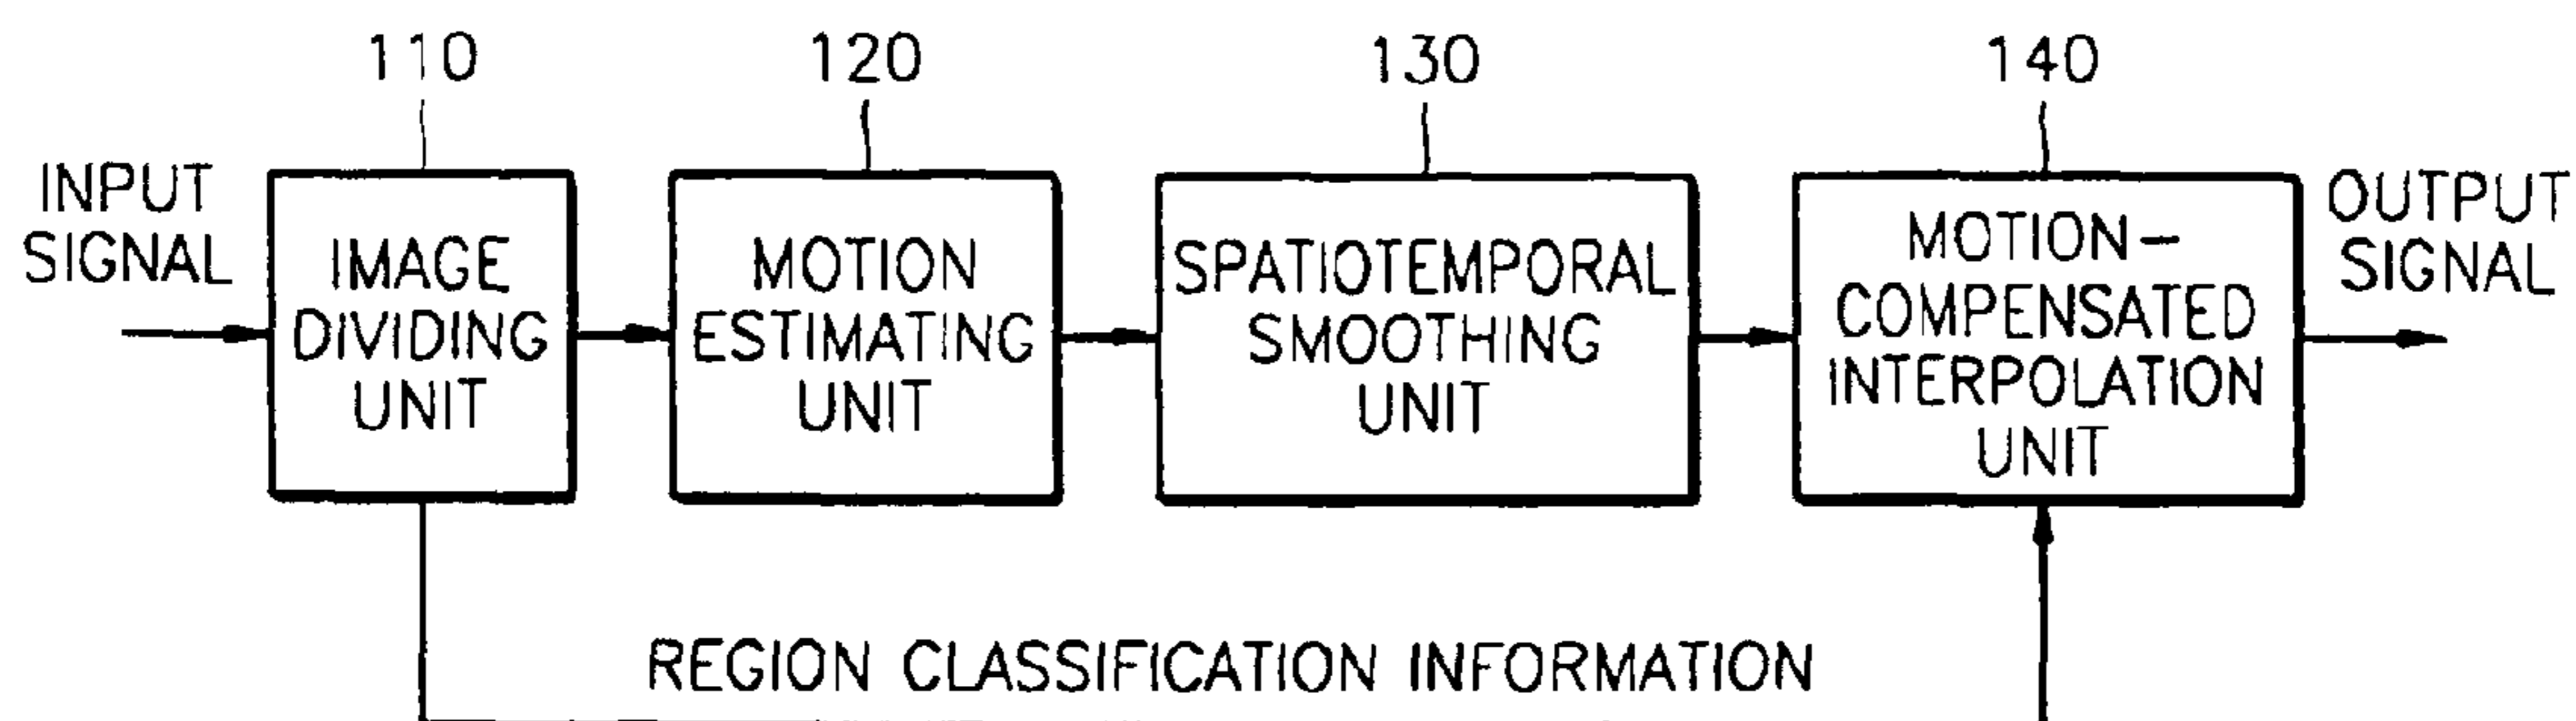 110
120
130
140
INPUT
SIGNAL
IMAGE
DIVIDING
UNIT
MOTION
ESTIMATING
UNIT
SPATIOTEMPORAL
SMOOTHING
UNIT
MOTION-
COMPENSATED
INTERPOLATION
UNIT
OUTPUT
SIGNAL
REGION CLASSIFICATION INFORMATION